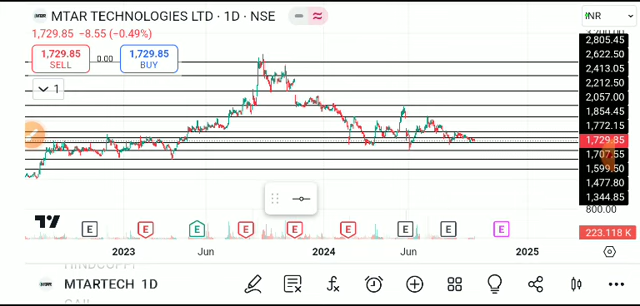 MTAR TECHNOLOGIES LTD · 1D · NSE
INR
1,729.85 −8.55 (−0.49%)
1,729.85 SELL
0.00
1,729.85 BUY
1
3,200.00
2,805.45
2,622.50
2,413.05
2,212.50
2,057.00
1,854.45
1,772.15
1,729.85
1,707.55
1,599.50
1,477.80
1,344.85
800.00
223.118 K
E E E E E E E E E
2023 Jun 2024 Jun 2025
MTARTECH 1D